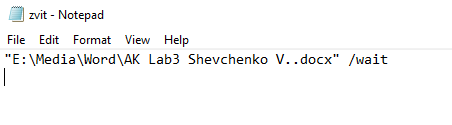 zvit - Notepad
File Edit Format View Help
"E:\Media\Word\AK Lab3 Shevchenko V..docx" /wait